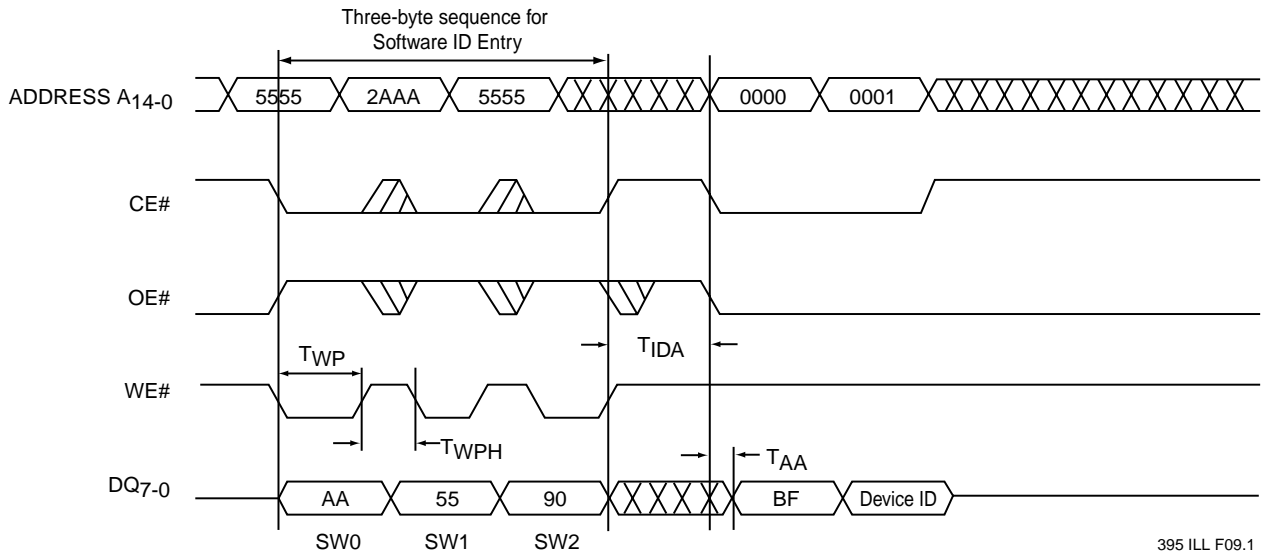 Three-byte sequence for
Software ID Entry
ADDRESS A14-0 5555 2AAA 5555 0000 0001
CE#
OE#
TWP TIDA
WE#
TWPH TAA
DQ7-0 AA 55 90 BF Device ID
SW0 SW1 SW2
395 ILL F09.1